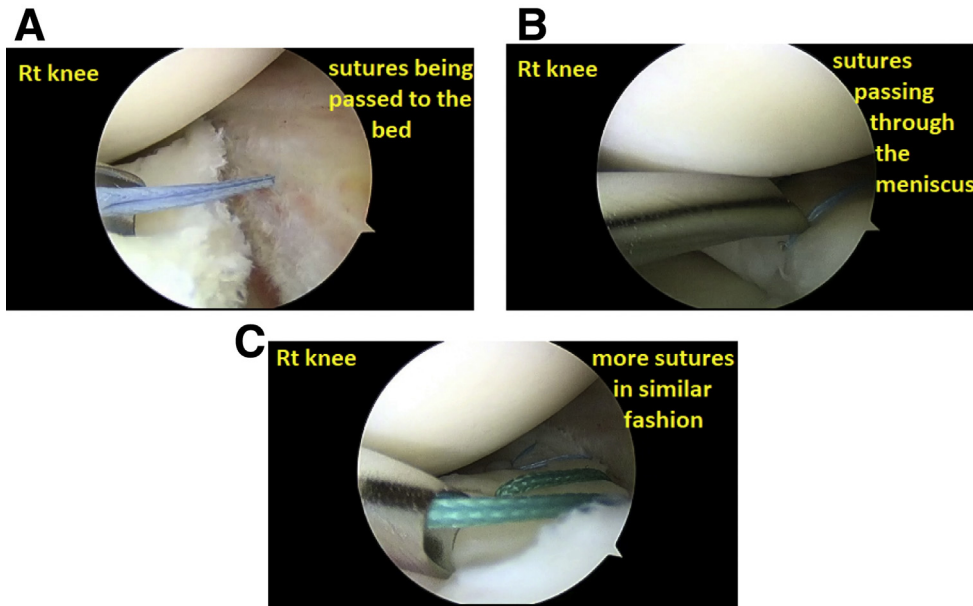 A
Rt knee
sutures being
passed to the
bed
B
Rt knee
sutures
passing
through
the
meniscus
C
Rt knee
more sutures
in similar
fashion